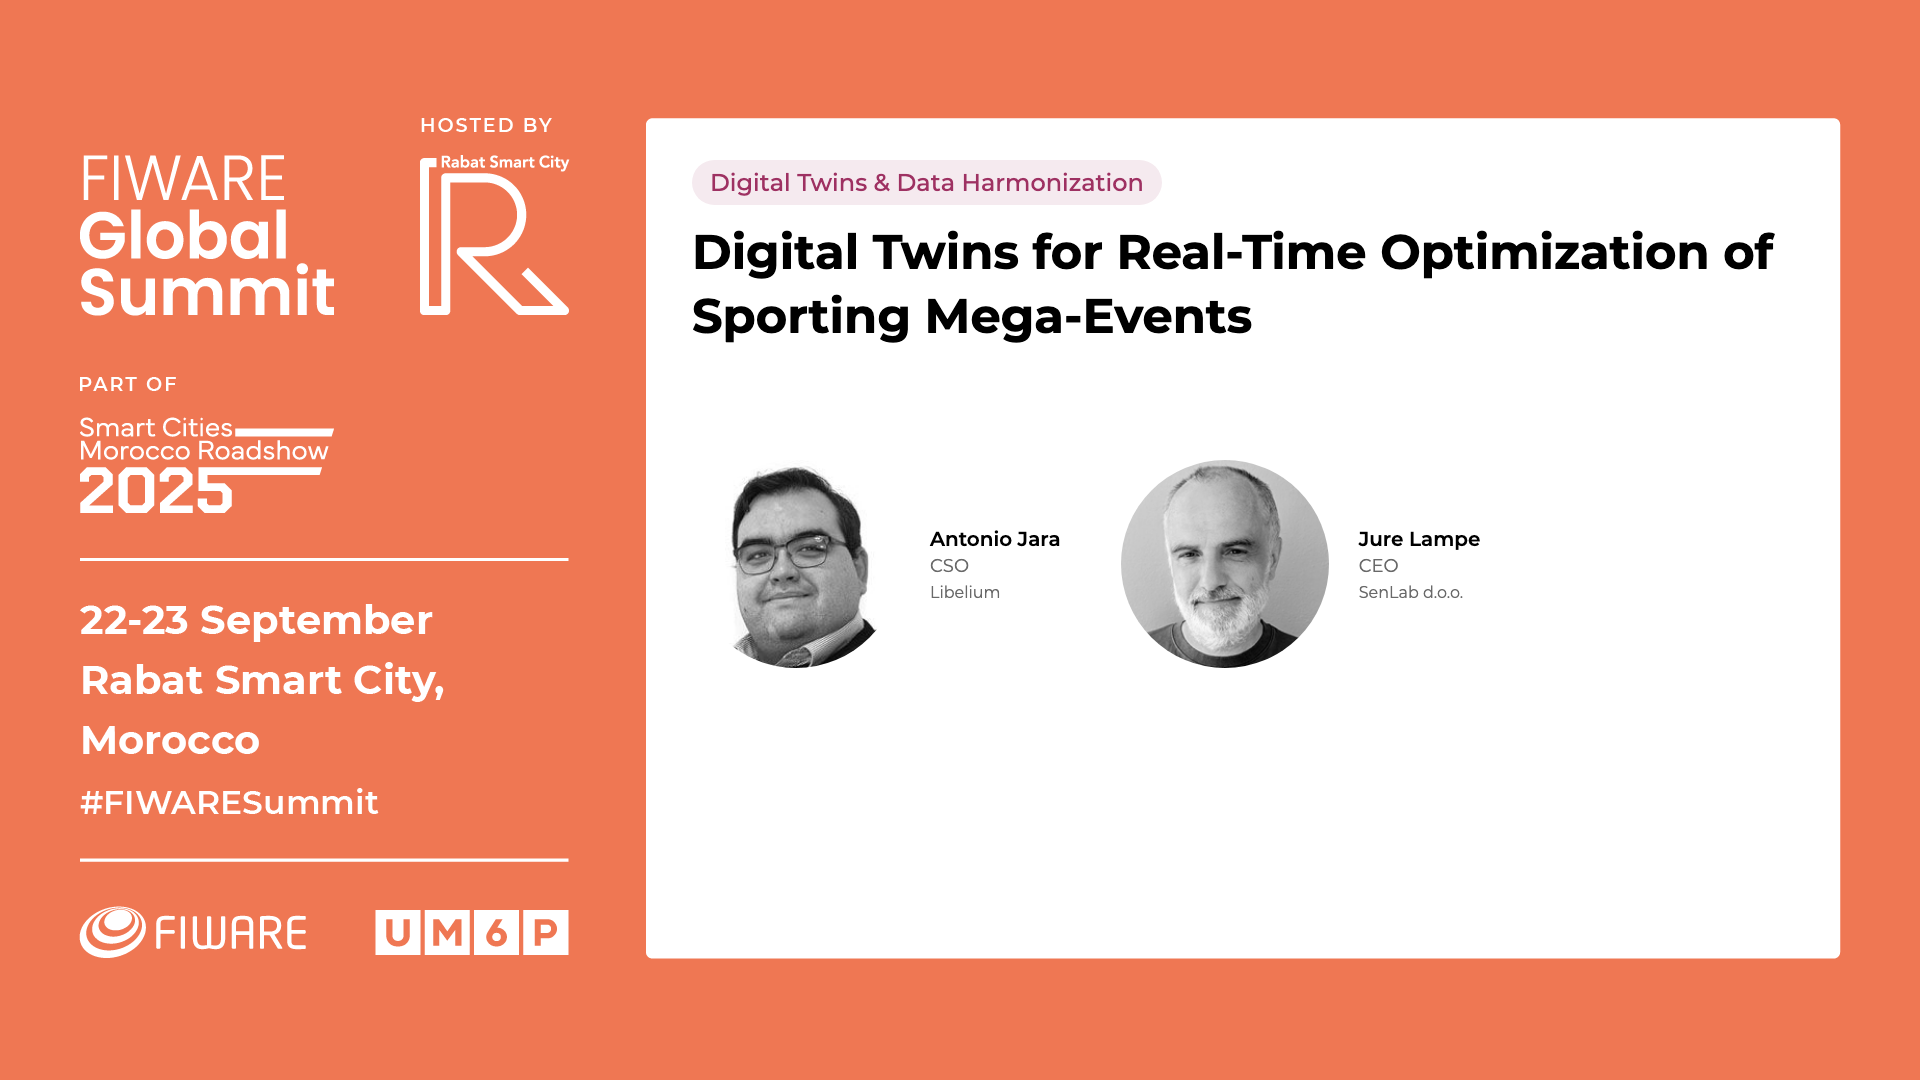 FIWARE
Global
Summit
HOSTED BY
Rabat Smart City
R
PART OF
Smart Cities
Morocco Roadshow
2025
22-23 September
Rabat Smart City,
Morocco
#FIWARESummit
FIWARE
UM6P
Digital Twins & Data Harmonization
Digital Twins for Real-Time Optimization of
Sporting Mega-Events
Antonio Jara
CSO
Libelium
Jure Lampe
CEO
SenLab d.o.o.